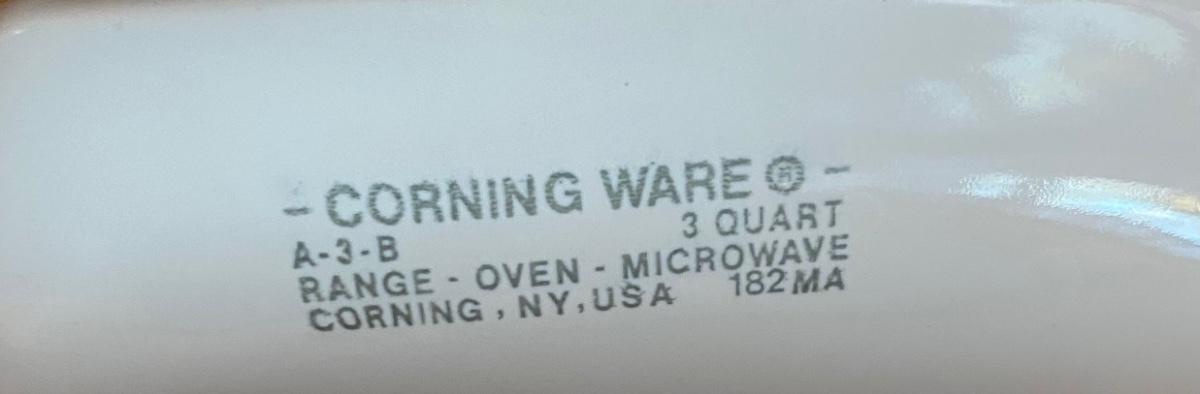 - CORNING WARE ® -
A-3-B 3 QUART
RANGE - OVEN - MICROWAVE
CORNING, NY, USA 182MA